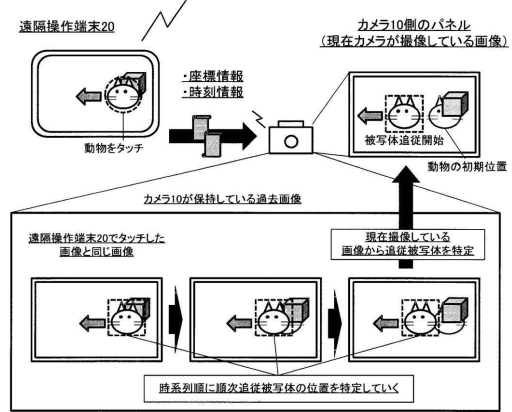 遠隔操作端末20
カメラ10側のパネル
(現在カメラが撮像している画像)
・座標情報
・時刻情報
動物をタッチ
被写体追従開始
動物の初期位置
カメラ10が保持している過去画像
遠隔操作端末20でタッチした
画像と同じ画像
現在撮像している
画像から追従被写体を特定
時系列順に順次追従被写体の位置を特定していく